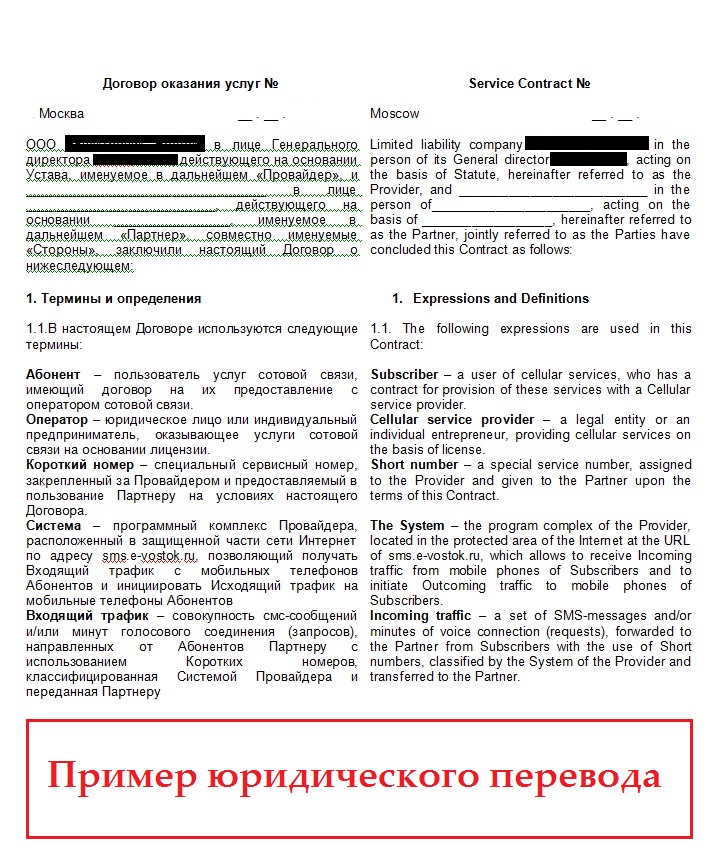 Договор оказания услуг №
Москва __ . __ .
ООО в лице Генерального
директора действующего на основании
Устава, именуемое в дальнейшем «Провайдер», и
_________________________________ в лице
__________________________, действующего на
основании ________________, именуемое в
дальнейшем «Партнер», совместно именуемые
«Стороны», заключили настоящий Договор о
нижеследующем:
1. Термины и определения
1.1.В настоящем Договоре используются следующие
термины:
Абонент – пользователь услуг сотовой связи,
имеющий договор на их предоставление с
оператором сотовой связи.
Оператор – юридическое лицо или индивидуальный
предприниматель, оказывающее услуги сотовой
связи на основании лицензии.
Короткий номер – специальный сервисный номер,
закрепленный за Провайдером и предоставляемый в
пользование Партнеру на условиях настоящего
Договора.
Система – программный комплекс Провайдера,
расположенный в защищенной части сети Интернет
по адресу sms.e-vostok.ru, позволяющий получать
Входящий трафик с мобильных телефонов
Абонентов и инициировать Исходящий трафик на
мобильные телефоны Абонентов
Входящий трафик – совокупность смс-сообщений
и/или минут голосового соединения (запросов),
направленных от Абонентов Партнеру с
использованием Коротких номеров,
классифицированная Системой Провайдера и
переданная Партнеру
Service Contract №
Moscow __ . __ .
Limited liability company in the
person of its General director , acting on
the basis of Statute, hereinafter referred to as the
Provider, and __________________________ in the
person of______________________, acting on the
basis of __________________, hereinafter referred to
as the Partner, jointly referred to as the Parties have
concluded this Contract as follows:
1. Expressions and Definitions
1.1. The following expressions are used in this
Contract:
Subscriber – a user of cellular services, who has a
contract for provision of these services with a Cellular
service provider.
Cellular service provider – a legal entity or an
individual entrepreneur, providing cellular services on
the basis of license.
Short number – a special service number, assigned
to the Provider and given to the Partner upon the
terms of this Contract.
The System – the program complex of the Provider,
located in the protected area of the Internet at the URL
of sms.e-vostok.ru, which allows to receive Incoming
traffic from mobile phones of Subscribers and to
initiate Outcoming traffic to mobile phones of
Subscribers.
Incoming traffic – a set of SMS-messages and/or
minutes of voice connection (requests), forwarded to
the Partner from Subscribers with the use of Short
numbers, classified by the System of the Provider and
transferred to the Partner.
Пример юридического перевода